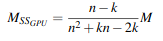 M_{SS_{GPU}} = \frac{n-k}{n^2+kn-2k} M